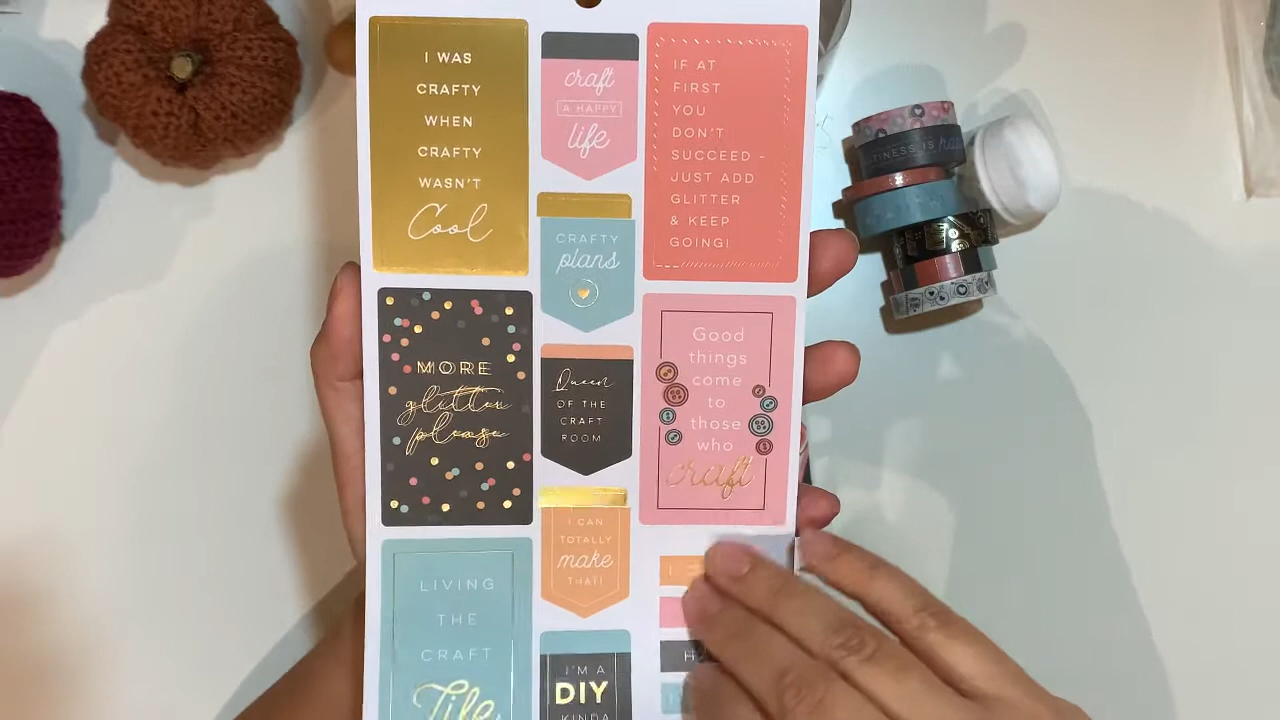 I WAS
CRAFTY
WHEN
CRAFTY
WASN'T
Cool
craft
A HAPPY
life
IF AT
FIRST
YOU
DON'T
SUCCEED -
JUST ADD
GLITTER
& KEEP
GOING!
CRAFTY
plans
MORE
glitter
please
Queen
OF THE
CRAFT
ROOM
Good
things
come
to
those
who
craft
I CAN
TOTALLY
make
THAT!
LIVING
THE
CRAFT
Life
I'M A
DIY
KINDA
INESS IS